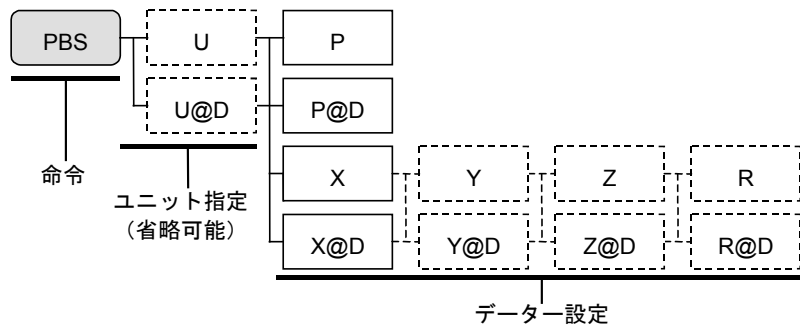 PBS U P
U@D P@D
X Y Z R
X@D Y@D Z@D R@D
命令
ユニット指定
（省略可能）
データー設定